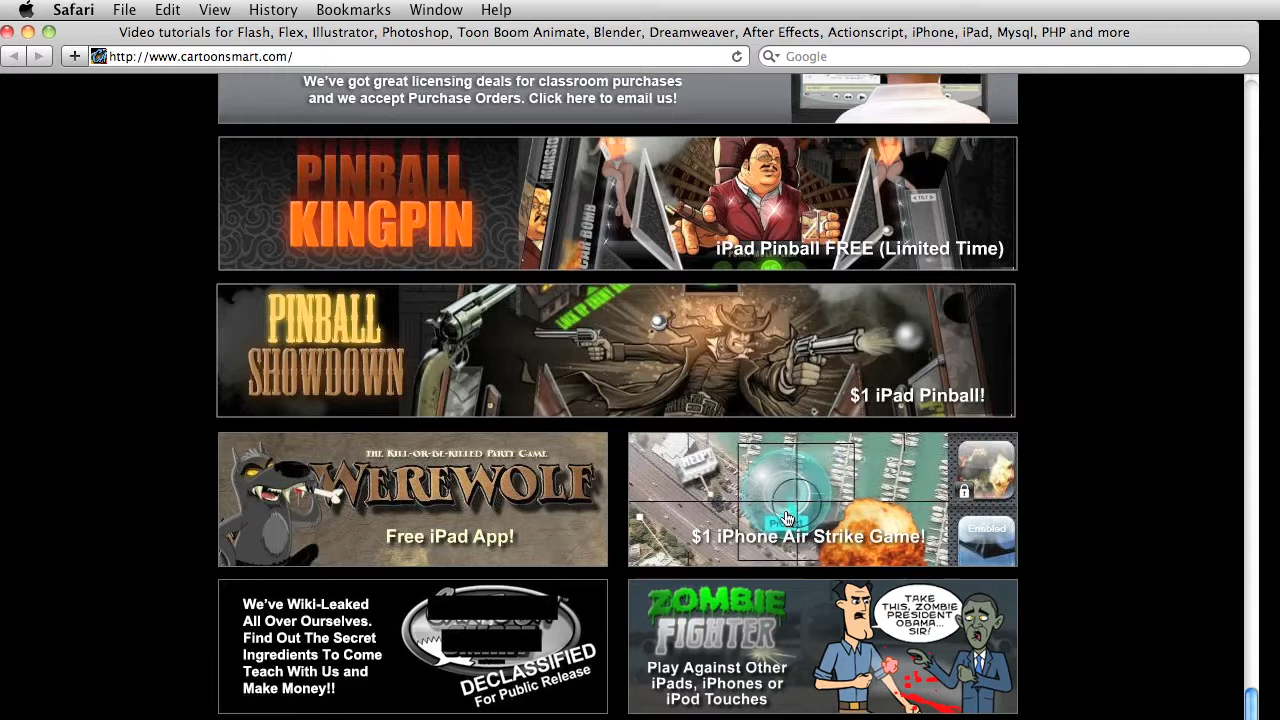 Safari File Edit View History Bookmarks Window Help
Video tutorials for Flash, Flex, Illustrator, Photoshop, Toon Boom Animate, Blender, Dreamweaver, After Effects, Actionscript, iPhone, iPad, Mysql, PHP and more
http://www.cartoonsmart.com/
Google
We've got great licensing deals for classroom purchases
and we accept Purchase Orders. Click here to email us!
PINBALL
KINGPIN
MANSION
CAR BOMB
TILT
iPad Pinball FREE (Limited Time)
PINBALL
SHOWDOWN
$1 iPad Pinball!
THE KILL-OR-BE-KILLED PARTY GAME
WEREWOLF
Free iPad App!
HELP!
Enabled
$1 iPhone Air Strike Game!
We've Wiki-Leaked
All Over Ourselves.
Find Out The Secret
Ingredients To Come
Teach With Us and
Make Money!!
DECLASSIFIED
For Public Release
ZOMBIE
FIGHTER
Play Against Other
iPads, iPhones or
iPod Touches
TAKE
THIS, ZOMBIE
PRESIDENT
OBAMA...
SIR!